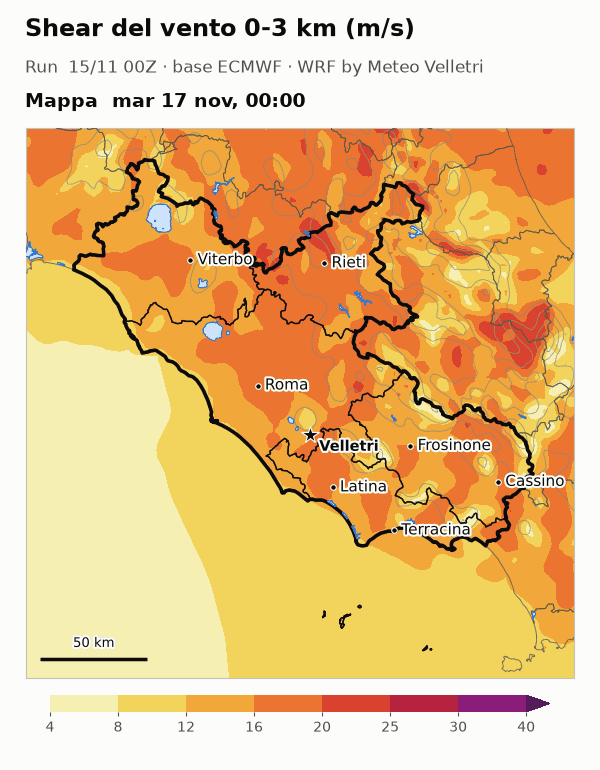 Shear del vento 0-3 km (m/s)
Run  15/11 00Z · base ECMWF · WRF by Meteo Velletri
Mappa  mar 17 nov, 00:00
Viterbo
Rieti
Roma
Velletri
Frosinone
Latina
Cassino
Terracina
50 km
4 8 12 16 20 25 30 40